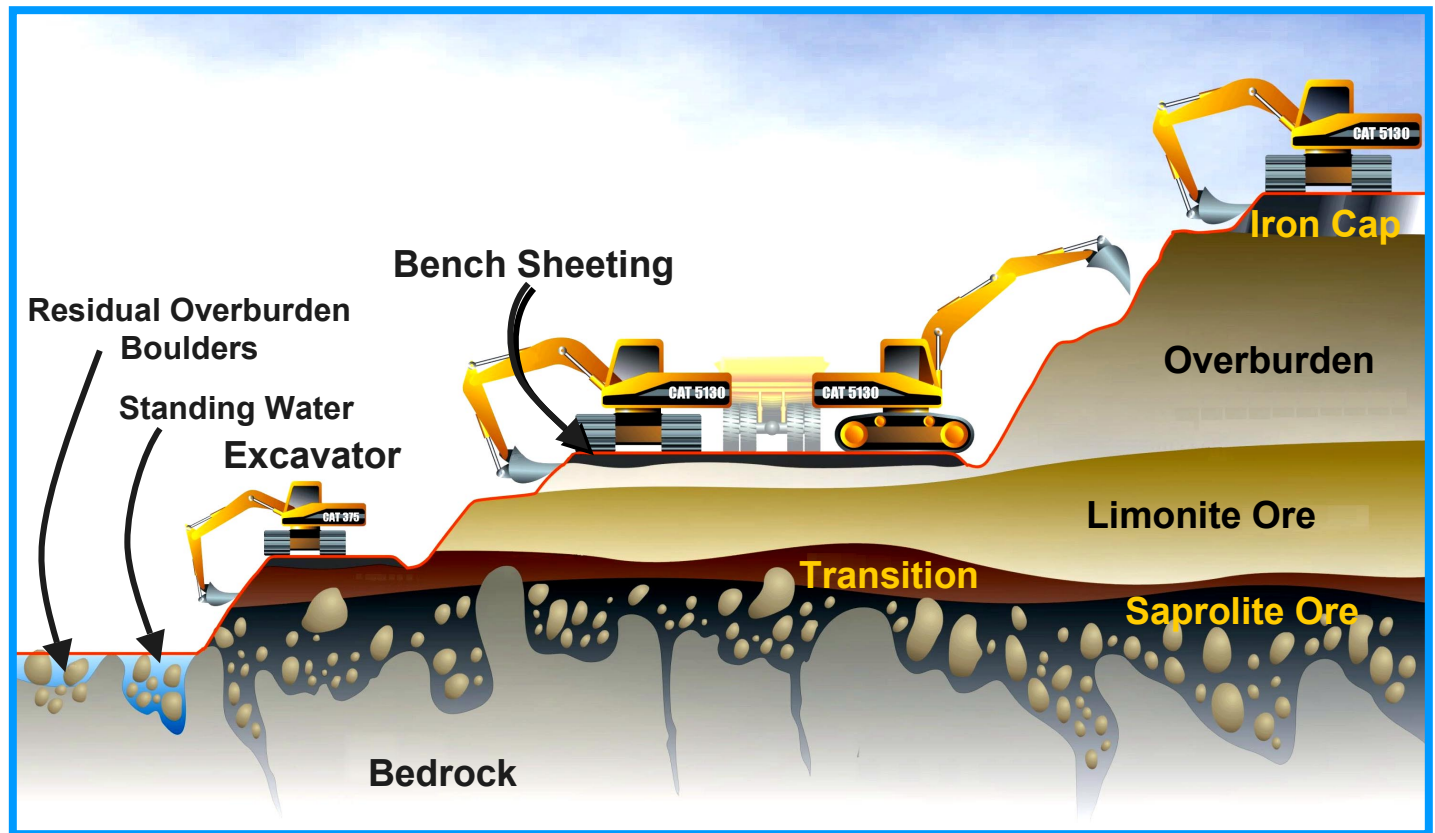 CAT 5130
Iron Cap
Bench Sheeting
Residual Overburden
Boulders
Overburden
CAT 5130
CAT 5130
Standing Water
Excavator
CAT 375
Limonite Ore
Transition
Saprolite Ore
Bedrock